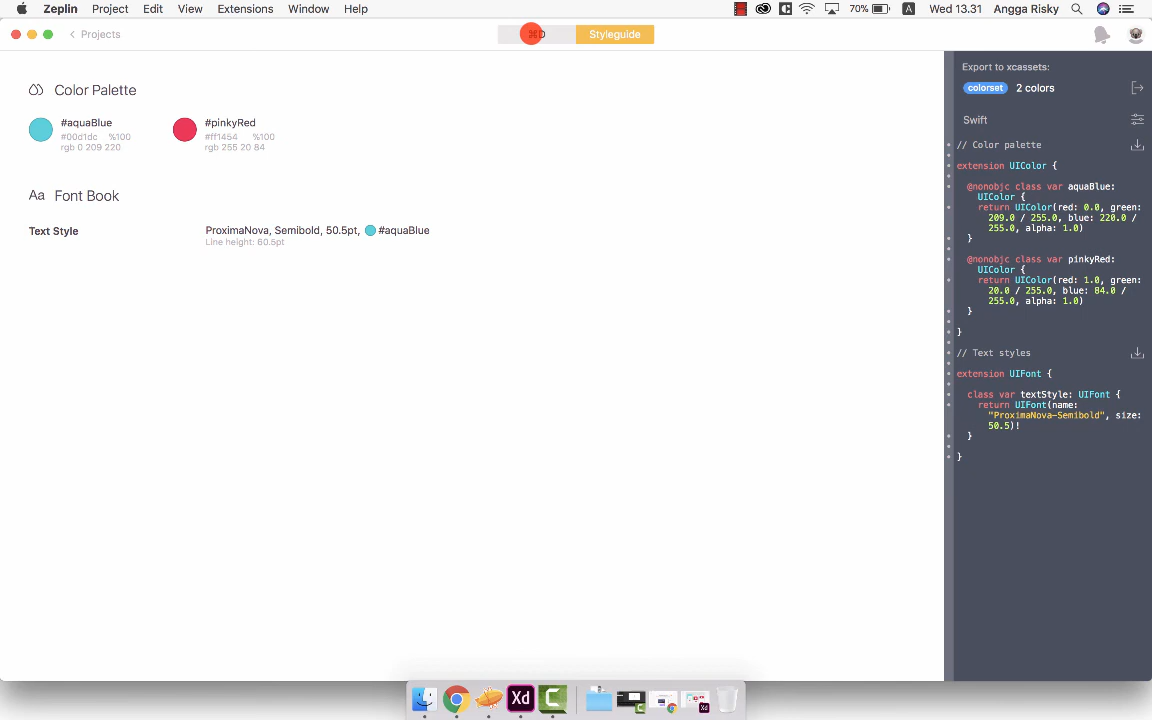 Zeplin Project Edit View Extensions Window Help 70% A Wed 13.31 Angga Risky
Projects ⌘D Styleguide
Color Palette
#aquaBlue
#00d1dc %100
rgb 0 209 220
#pinkyRed
#ff1454 %100
rgb 255 20 84
Aa Font Book
Text Style
ProximaNova, Semibold, 50.5pt, #aquaBlue
Line height: 60.5pt
Export to xcassets:
colorset 2 colors
Swift
// Color palette
extension UIColor {
@nonobjc class var aquaBlue:
UIColor {
return UIColor(red: 0.0, green:
209.0 / 255.0, blue: 220.0 /
255.0, alpha: 1.0)
}
@nonobjc class var pinkyRed:
UIColor {
return UIColor(red: 1.0, green:
20.0 / 255.0, blue: 84.0 /
255.0, alpha: 1.0)
}
}
// Text styles
extension UIFont {
class var textStyle: UIFont {
return UIFont(name:
"ProximaNova-Semibold", size:
50.5)!
}
}
Xd